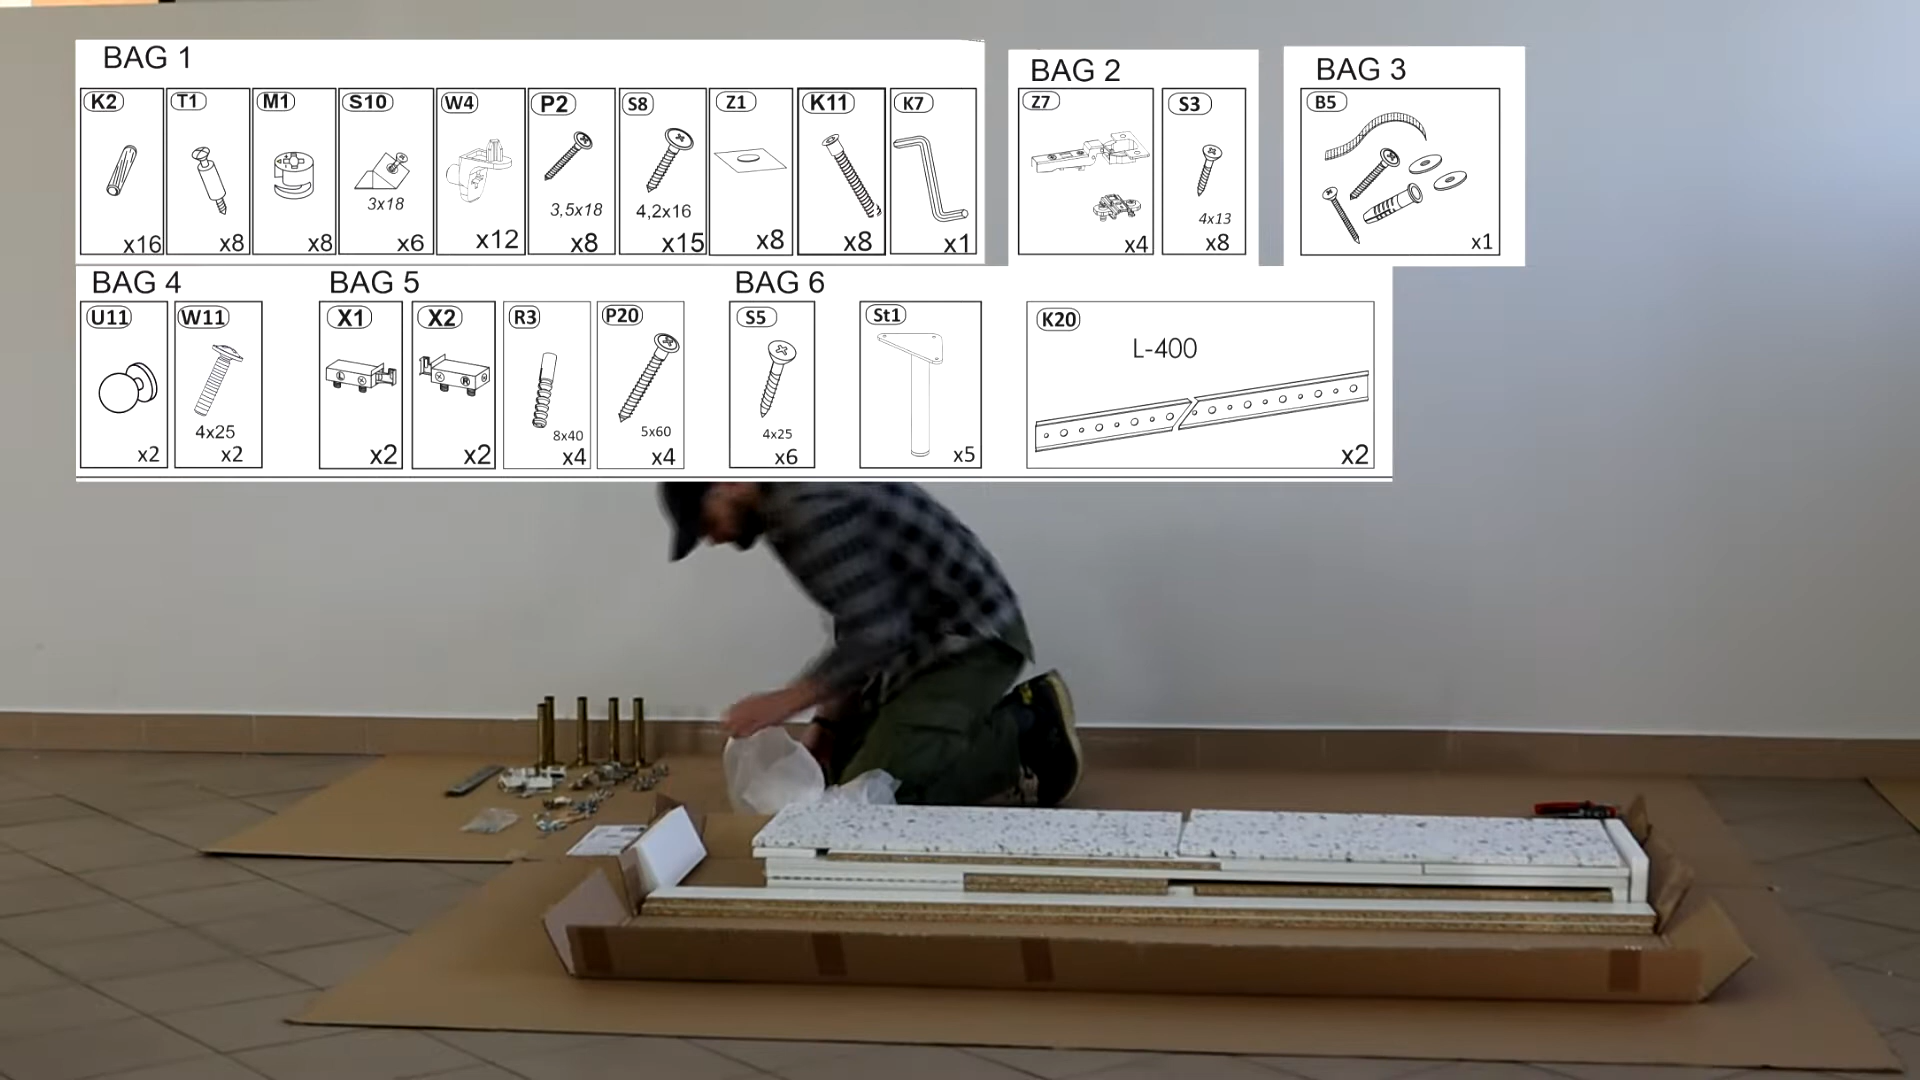 BAG 1
K2 T1 M1 S10 W4 P2 S8 Z1 K11 K7
3x18 3,5x18 4,2x16
x16 x8 x8 x6 x12 x8 x15 x8 x8 x1
BAG 2
Z7 S3
4x13
x4 x8
BAG 3
B5
x1
BAG 4
U11 W11
4x25
x2 x2
BAG 5
X1 X2 R3 P20
L R
8x40 5x60
x2 x2 x4 x4
BAG 6
S5
4x25
x6
St1
x5
K20
L-400
x2